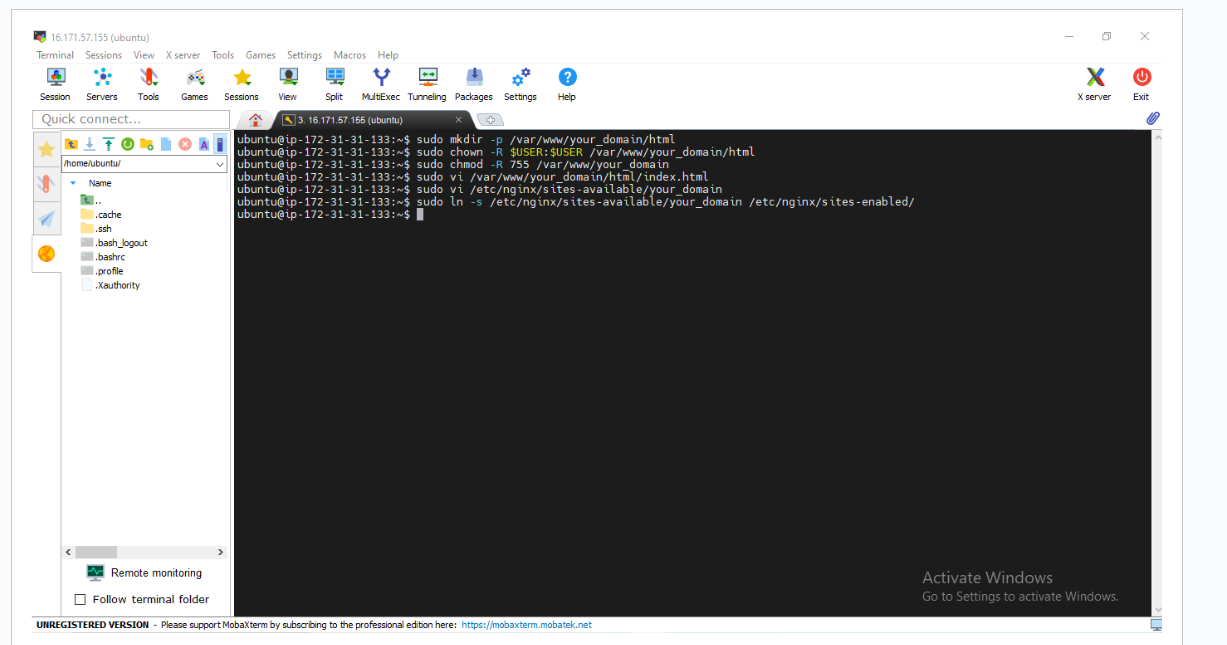 16.171.57.155 (ubuntu)
Terminal Sessions View X server Tools Games Settings Macros Help
Session Servers Tools Games Sessions View Split MultiExec Tunneling Packages Settings Help X server Exit
Quick connect...
3. 16.171.57.155 (ubuntu)
/home/ubuntu/
Name
..
.cache
.ssh
.bash_logout
.bashrc
.profile
.Xauthority
Remote monitoring
Follow terminal folder
ubuntu@ip-172-31-31-133:~$ sudo mkdir -p /var/www/your_domain/html
ubuntu@ip-172-31-31-133:~$ sudo chown -R $USER:$USER /var/www/your_domain/html
ubuntu@ip-172-31-31-133:~$ sudo chmod -R 755 /var/www/your_domain
ubuntu@ip-172-31-31-133:~$ sudo vi /var/www/your_domain/html/index.html
ubuntu@ip-172-31-31-133:~$ sudo vi /etc/nginx/sites-available/your_domain
ubuntu@ip-172-31-31-133:~$ sudo ln -s /etc/nginx/sites-available/your_domain /etc/nginx/sites-enabled/
ubuntu@ip-172-31-31-133:~$
Activate Windows
Go to Settings to activate Windows.
UNREGISTERED VERSION - Please support MobaXterm by subscribing to the professional edition here: https://mobaxterm.mobatek.net